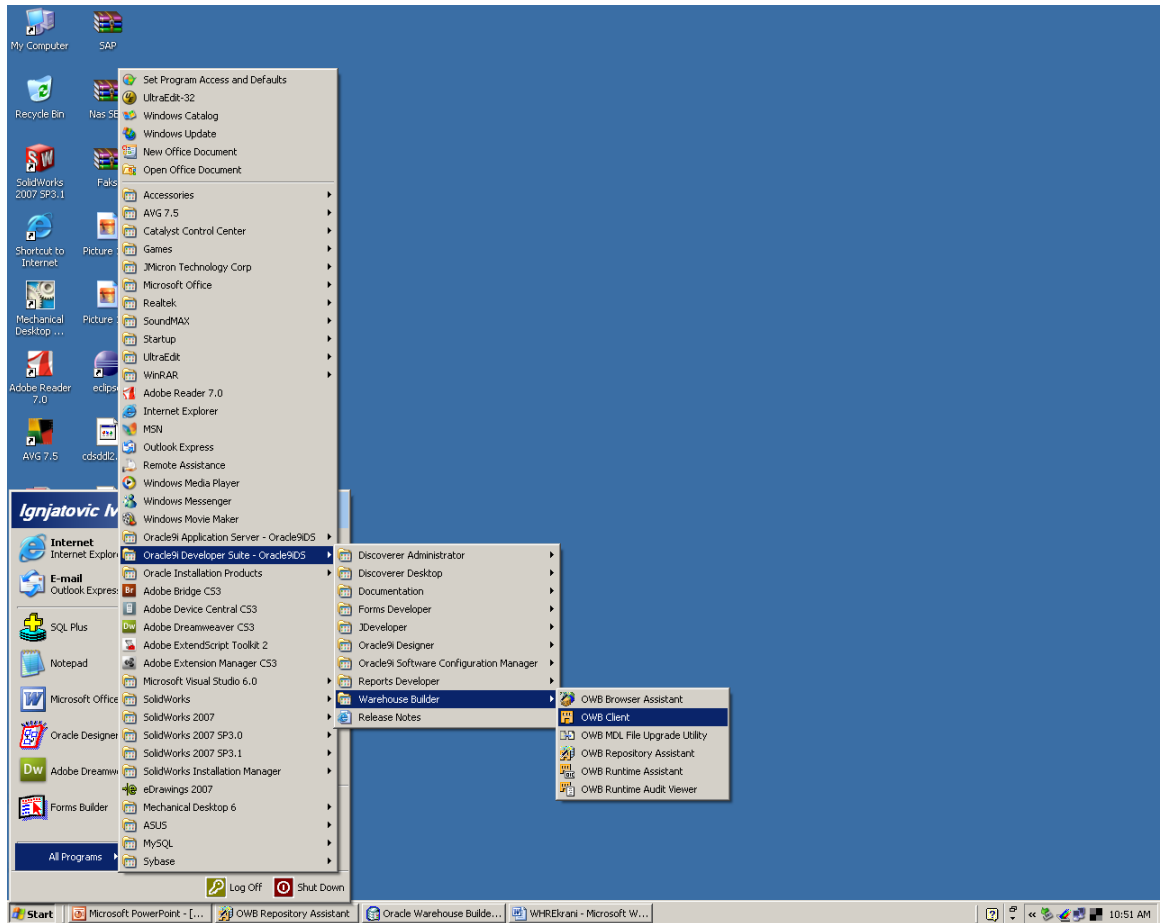 My Computer
SAP
Recycle Bin
Nas SE
SolidWorks
2007 SP3.1
Faks
Shortcut to
Internet
Picture
Mechanical
Desktop ...
Picture
Adobe Reader
7.0
eclips
AVG 7.5
cdsddl2.
Set Program Access and Defaults
UltraEdit-32
Windows Catalog
Windows Update
New Office Document
Open Office Document
Accessories
AVG 7.5
Catalyst Control Center
Games
JMicron Technology Corp
Microsoft Office
Realtek
SoundMAX
Startup
UltraEdit
WinRAR
Adobe Reader 7.0
Internet Explorer
MSN
Outlook Express
Remote Assistance
Windows Media Player
Windows Messenger
Windows Movie Maker
Oracle9i Application Server - Oracle9iDS
Oracle9i Developer Suite - Oracle9iDS
Oracle Installation Products
Adobe Bridge CS3
Adobe Device Central CS3
Adobe Dreamweaver CS3
Adobe ExtendScript Toolkit 2
Adobe Extension Manager CS3
Microsoft Visual Studio 6.0
SolidWorks
SolidWorks 2007
SolidWorks 2007 SP3.0
SolidWorks 2007 SP3.1
SolidWorks Installation Manager
eDrawings 2007
Mechanical Desktop 6
ASUS
MySQL
Sybase
Discoverer Administrator
Discoverer Desktop
Documentation
Forms Developer
JDeveloper
Oracle9i Designer
Oracle9i Software Configuration Manager
Reports Developer
Warehouse Builder
Release Notes
OWB Browser Assistant
OWB Client
OWB MDL File Upgrade Utility
OWB Repository Assistant
OWB Runtime Assistant
OWB Runtime Audit Viewer
Ignjatovic Iv
Internet
Internet Explor
E-mail
Outlook Expres
SQL Plus
Notepad
Microsoft Office
Oracle Designer
Adobe Dreamw
Forms Builder
All Programs
Log Off
Shut Down
Start
Microsoft PowerPoint - [...
OWB Repository Assistant
Oracle Warehouse Builde...
WHREkrani - Microsoft W...
10:51 AM